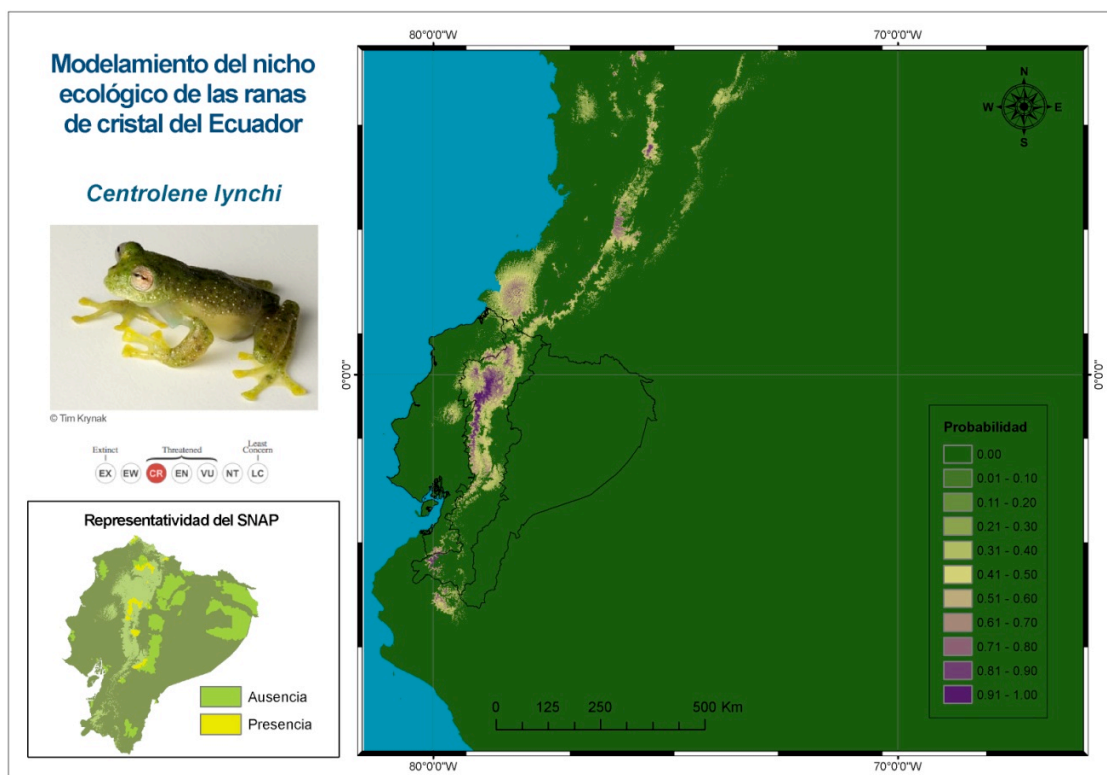 Modelamiento del nicho
ecológico de las ranas
de cristal del Ecuador
Centrolene lynchi
© Tim Krynak
Extinct
Threatened
Least
Concern
EX EW CR EN VU NT LC
Representatividad del SNAP
Ausencia
Presencia
80°0'0"W 70°0'0"W
N
W E
S
0°0'0"
0°0'0"
Probabilidad
0.00
0.01 - 0.10
0.11 - 0.20
0.21 - 0.30
0.31 - 0.40
0.41 - 0.50
0.51 - 0.60
0.61 - 0.70
0.71 - 0.80
0.81 - 0.90
0.91 - 1.00
0 125 250 500 Km
80°0'0"W 70°0'0"W